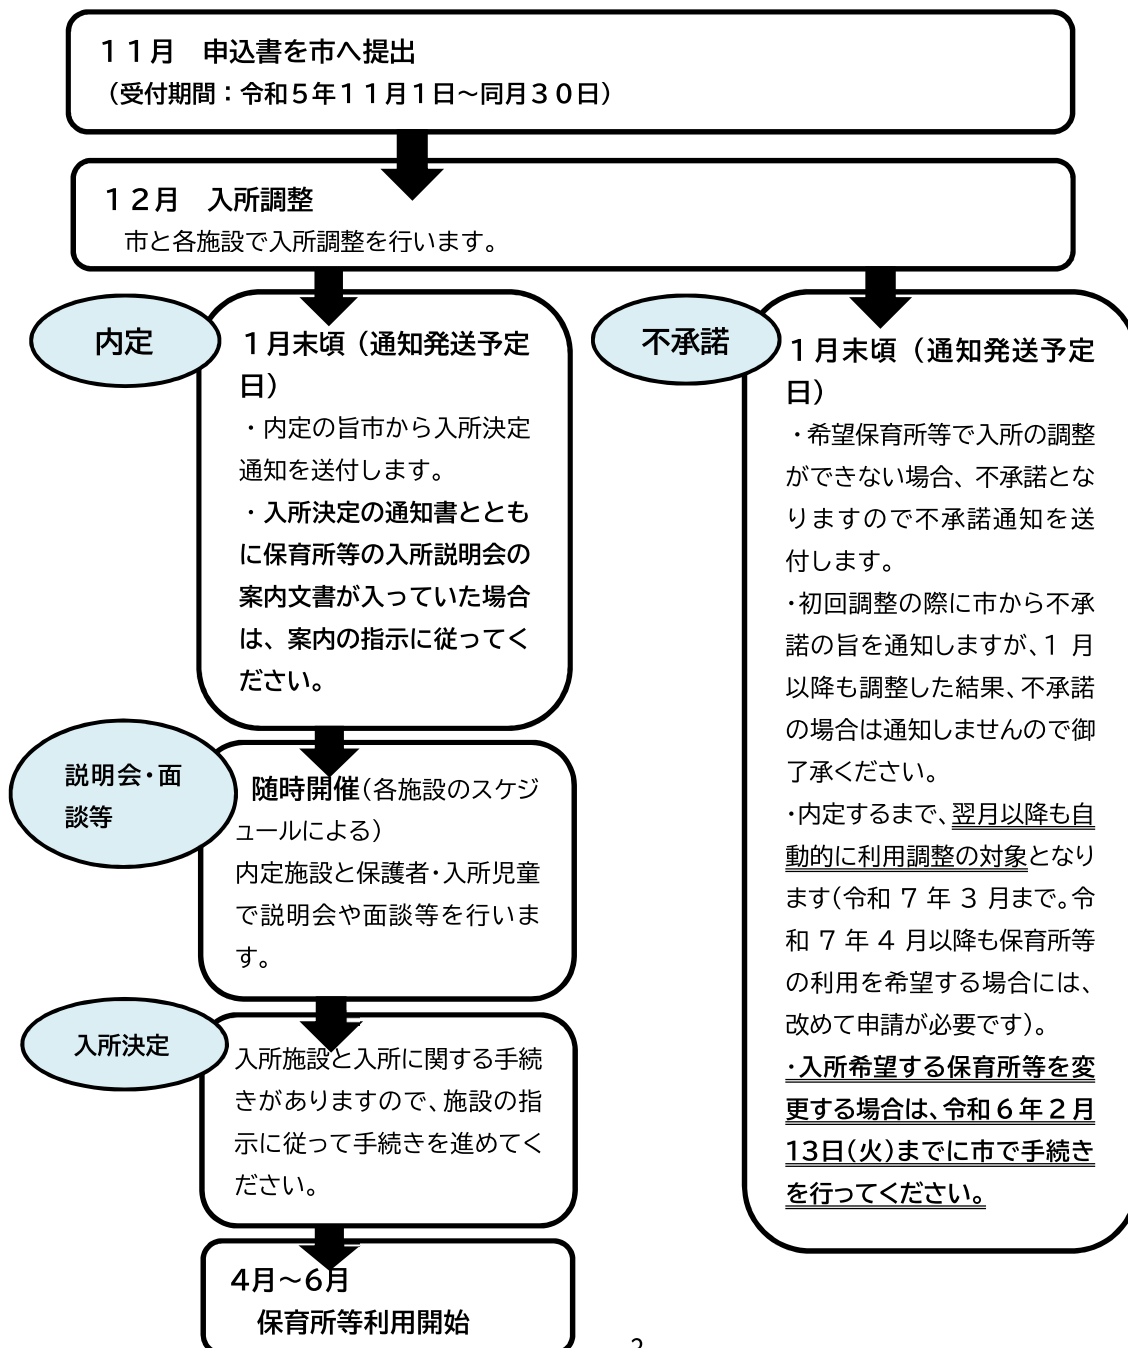 １１月　申込書を市へ提出
（受付期間：令和５年１１月１日～同月３０日）
１２月　入所調整
市と各施設で入所調整を行います。
内定
１月末頃（通知発送予定
日）
・内定の旨市から入所決定
通知を送付します。
・入所決定の通知書ととも
に保育所等の入所説明会の
案内文書が入っていた場合
は、案内の指示に従ってく
ださい。
説明会・面
談等
随時開催（各施設のスケジ
ュールによる）
内定施設と保護者・入所児童
で説明会や面談等を行いま
す。
入所決定
入所施設と入所に関する手続
きがありますので、施設の指
示に従って手続きを進めてく
ださい。
４月～６月
保育所等利用開始
不承諾
１月末頃（通知発送予定
日）
・希望保育所等で入所の調整
ができない場合、不承諾とな
りますので不承諾通知を送
付します。
・初回調整の際に市から不承
諾の旨を通知しますが、１ 月
以降も調整した結果、不承諾
の場合は通知しませんので御
了承ください。
・内定するまで、翌月以降も自
動的に利用調整の対象となり
ます（令和 ７ 年 ３ 月まで。令
和 ７ 年 ４ 月以降も保育所等
の利用を希望する場合には、
改めて申請が必要です）。
・入所希望する保育所等を変
更する場合は、令和６年２月
13日（火）までに市で手続き
を行ってください。
2